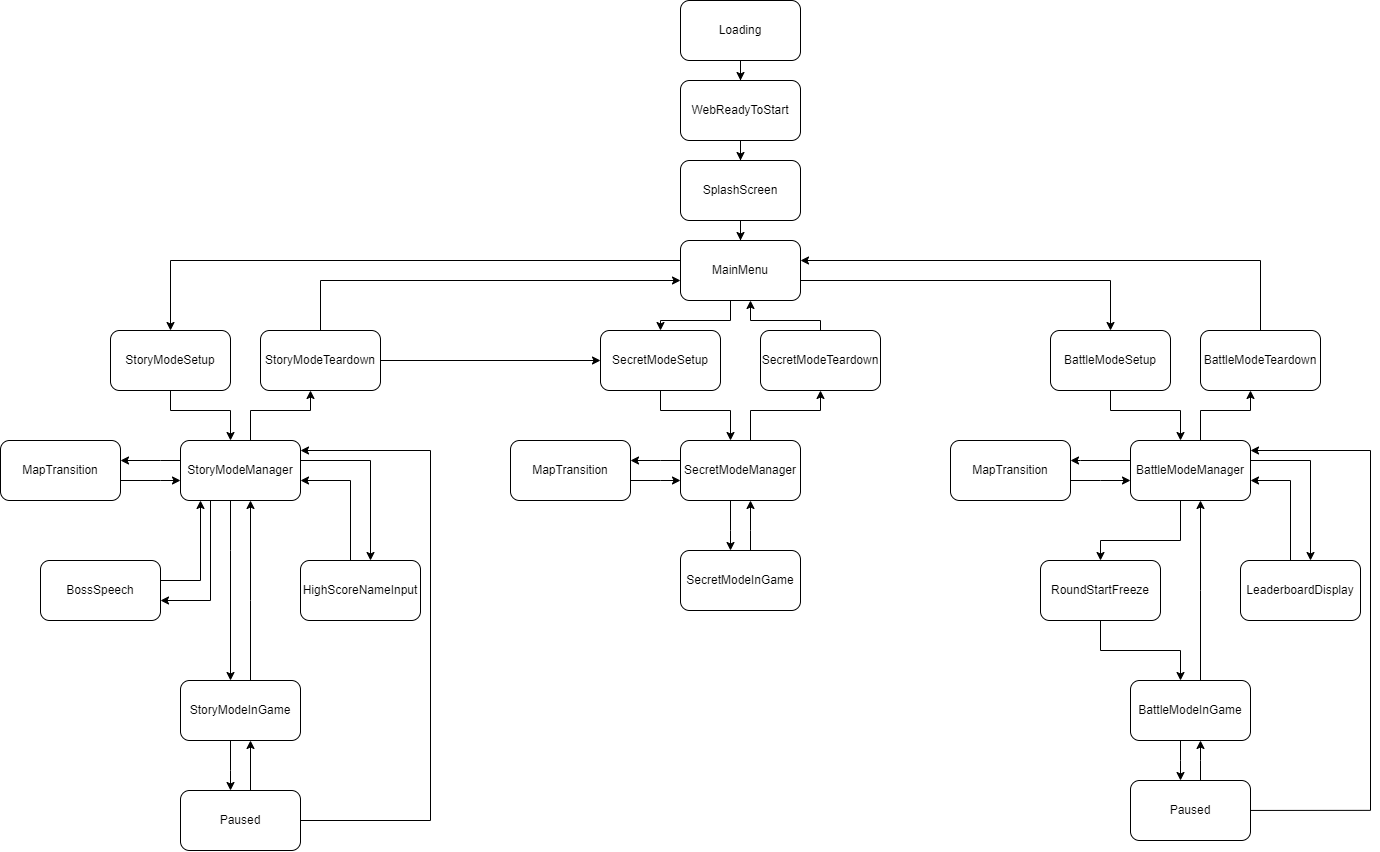 Loading
WebReadyToStart
SplashScreen
MainMenu
StoryModeSetup
StoryModeTeardown
SecretModeSetup
SecretModeTeardown
BattleModeSetup
BattleModeTeardown
MapTransition
StoryModeManager
MapTransition
SecretModeManager
MapTransition
BattleModeManager
BossSpeech
HighScoreNameInput
SecretModeInGame
RoundStartFreeze
LeaderboardDisplay
StoryModeInGame
BattleModeInGame
Paused
Paused